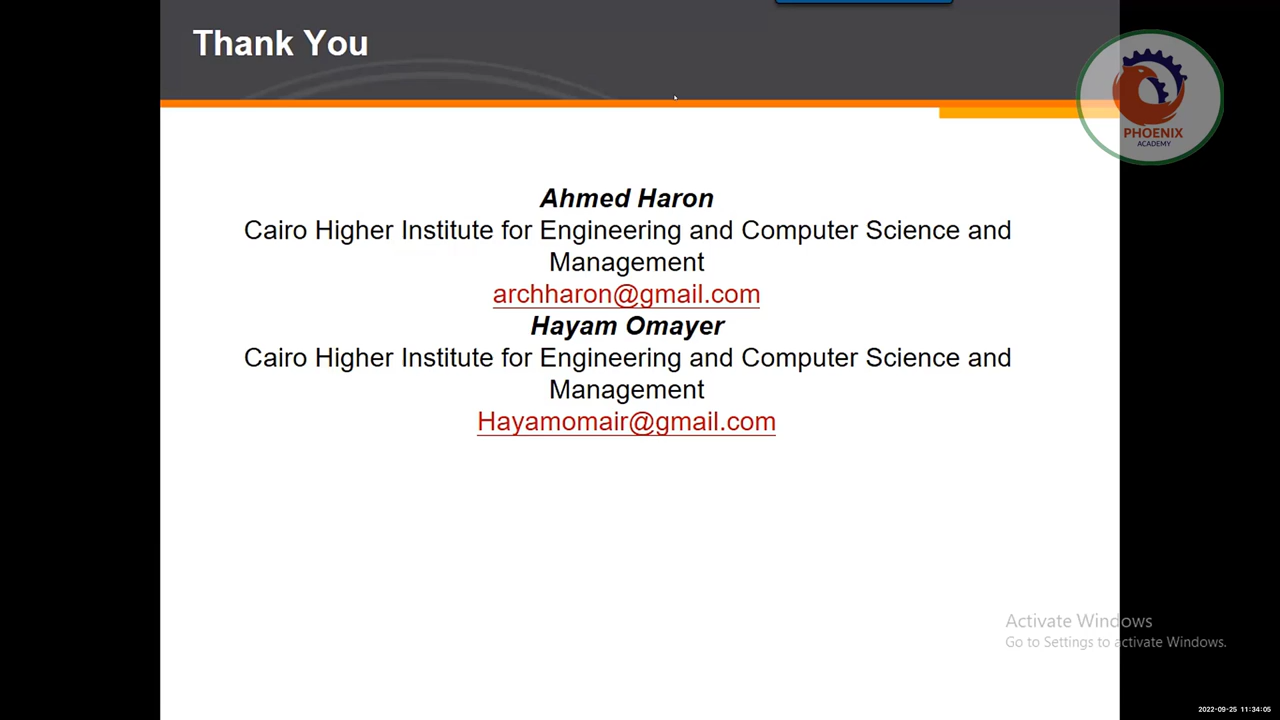 Thank You
PHOENIX
ACADEMY
Ahmed Haron
Cairo Higher Institute for Engineering and Computer Science and
Management
archharon@gmail.com
Hayam Omayer
Cairo Higher Institute for Engineering and Computer Science and
Management
Hayamomair@gmail.com
Activate Windows
Go to Settings to activate Windows.
2022-09-25 11:34:05